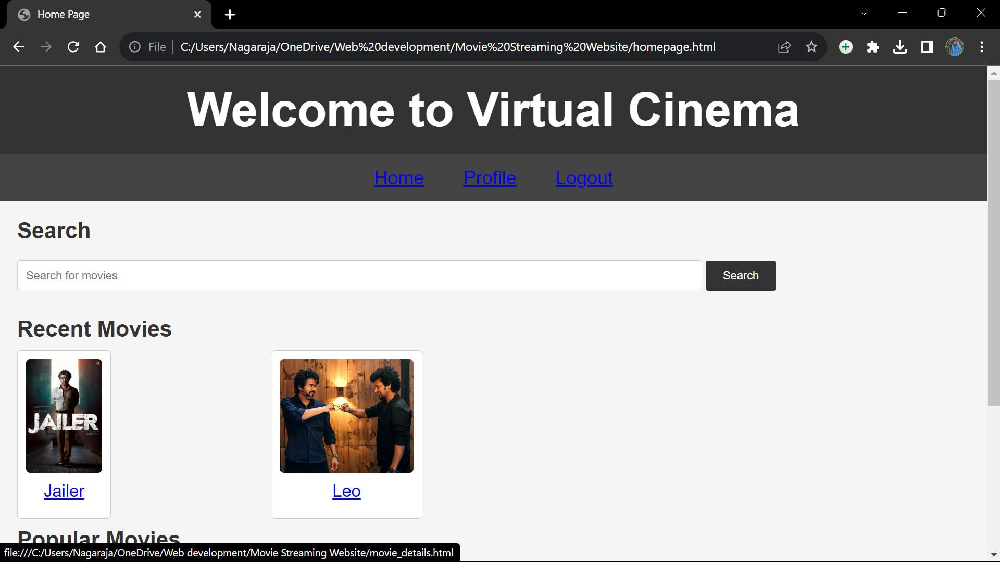 Home Page
File
C:/Users/Nagaraja/OneDrive/Web%20development/Movie%20Streaming%20Website/homepage.html
Welcome to Virtual Cinema
Home Profile Logout
Search
Search for movies
Search
Recent Movies
JAILER
Jailer
Leo
Popular Movies
file:///C:/Users/Nagaraja/OneDrive/Web development/Movie Streaming Website/movie_details.html